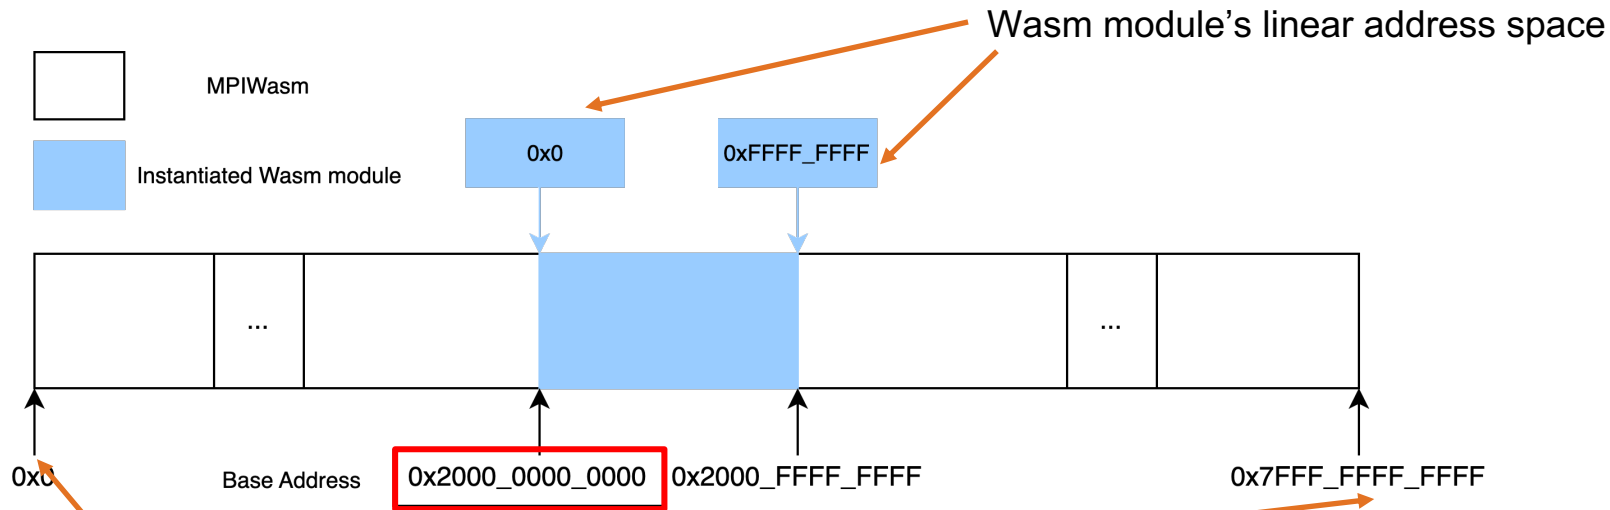 Wasm module’s linear address space
MPIWasm
0x0
0xFFFF_FFFF
Instantiated Wasm module
...
...
0x0
Base Address
0x2000_0000_0000
0x2000_FFFF_FFFF
0x7FFF_FFFF_FFFF